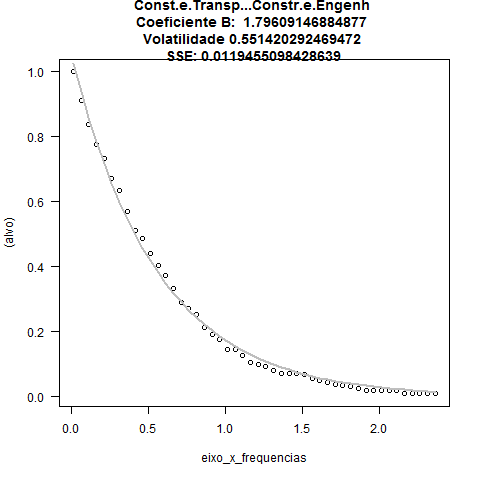 Const.e.Transp...Constr.e.Engenh
Coeficiente B:  1.79609146884877
Volatilidade 0.551420292469472
SSE: 0.0119455098428639
1.0
0.8
0.6
0.4
0.2
0.0
(alvo)
0.0 0.5 1.0 1.5 2.0
eixo_x_frequencias